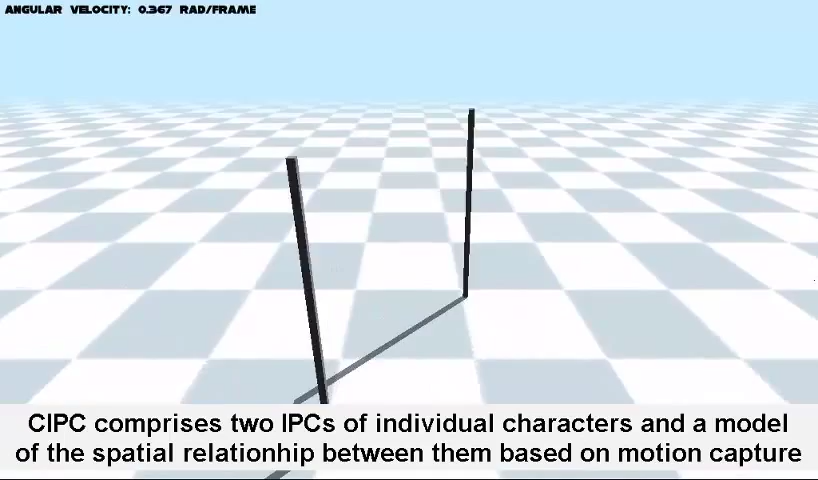 ANGULAR VELOCITY: 0.367 RAD/FRAME
CIPC comprises two IPCs of individual characters and a model
of the spatial relationhip between them based on motion capture